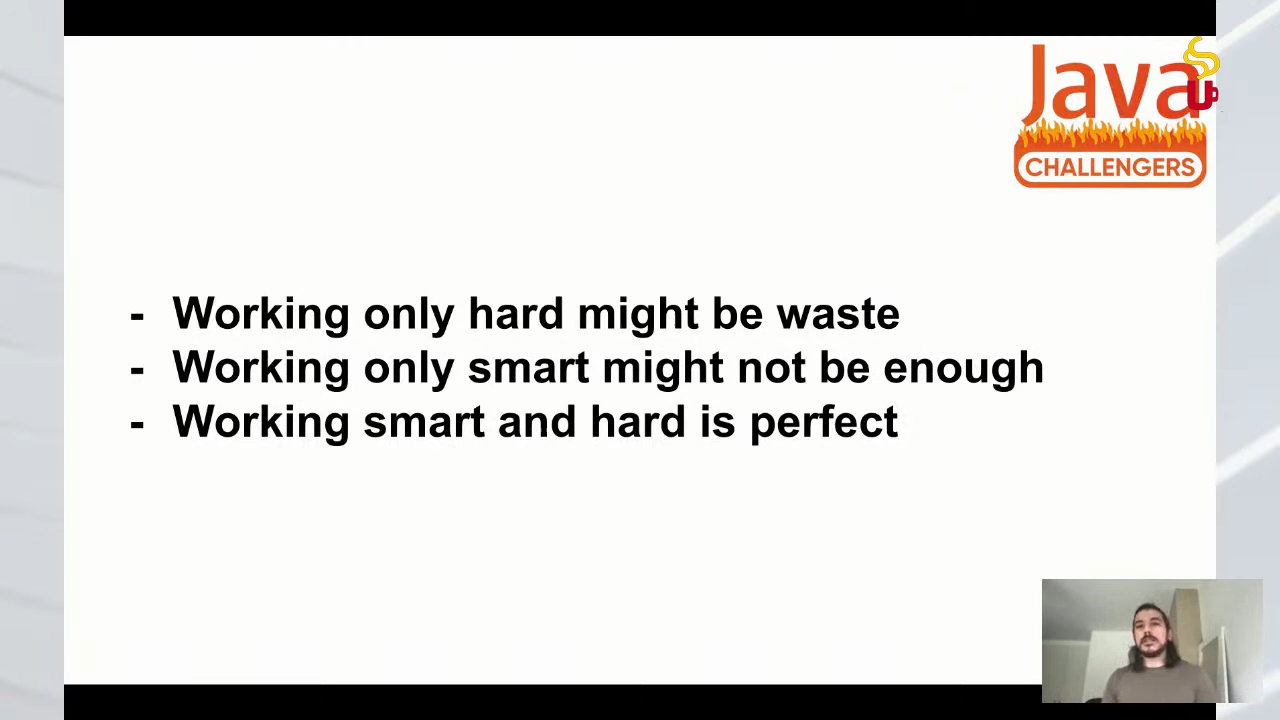 Java
CHALLENGERS
- Working only hard might be waste
- Working only smart might not be enough
- Working smart and hard is perfect